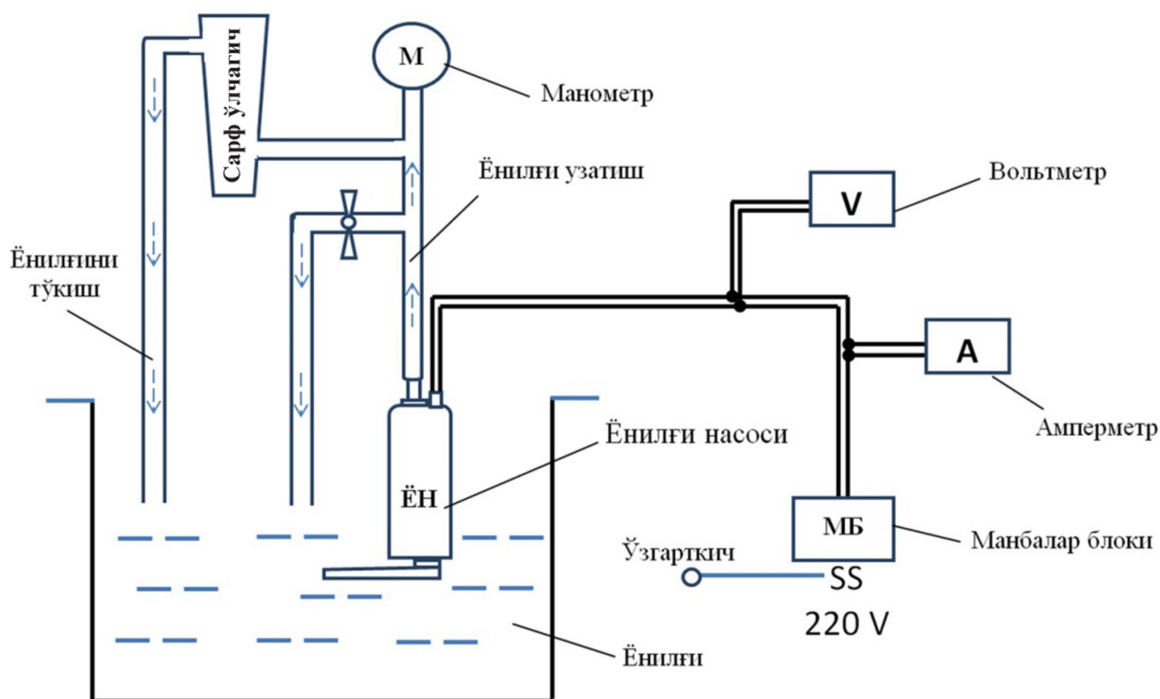 Сарф ўлчагич
М
Манометр
Ёнилғи узатиш
V
Вольтметр
Ёнилғини
тўкиш
А
Амперметр
Ёнилғи насоси
ЁН
МБ
Манбалар блоки
Ўзгарткич
SS
220 V
Ёнилғи